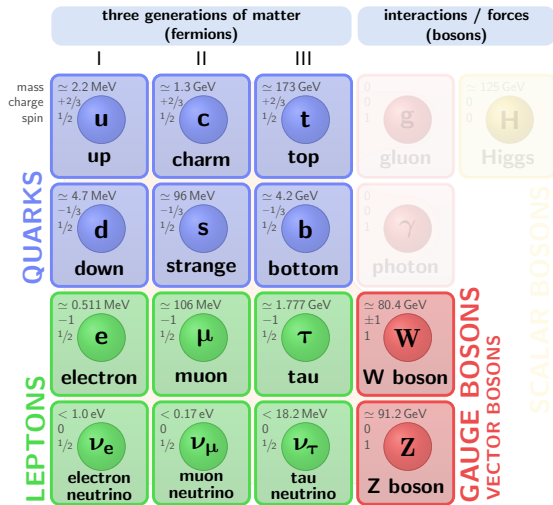 three generations of matter
(fermions)
interactions / forces
(bosons)
I II III
mass
charge
spin
≃ 2.2 MeV
+2/3
1/2
u
up
≃ 1.3 GeV
+2/3
1/2
c
charm
≃ 173 GeV
+2/3
1/2
t
top
0
0
1
g
gluon
≃ 125 GeV
0
0
H
Higgs
QUARKS
≃ 4.7 MeV
−1/3
1/2
d
down
≃ 96 MeV
−1/3
1/2
s
strange
≃ 4.2 GeV
−1/3
1/2
b
bottom
0
0
1
γ
photon
SCALAR BOSONS
LEPTONS
≃ 0.511 MeV
−1
1/2
e
electron
≃ 106 MeV
−1
1/2
μ
muon
≃ 1.777 GeV
−1
1/2
τ
tau
≃ 80.4 GeV
±1
1
W
W boson
GAUGE BOSONS
VECTOR BOSONS
< 1.0 eV
0
1/2
νe
electron
neutrino
< 0.17 eV
0
1/2
νμ
muon
neutrino
< 18.2 MeV
0
1/2
ντ
tau
neutrino
≃ 91.2 GeV
0
1
Z
Z boson